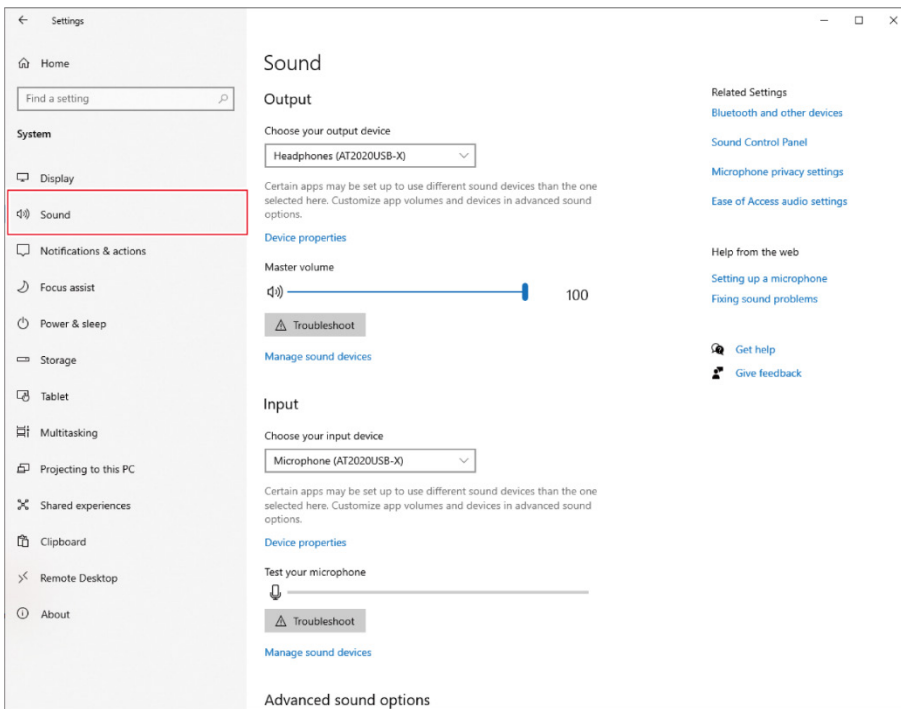 Settings
Home
Find a setting
System
Display
Sound
Notifications & actions
Focus assist
Power & sleep
Storage
Tablet
Multitasking
Projecting to this PC
Shared experiences
Clipboard
Remote Desktop
About
Sound
Output
Choose your output device
Headphones (AT2020USB-X)
Certain apps may be set up to use different sound devices than the one
selected here. Customize app volumes and devices in advanced sound
options.
Device properties
Master volume
100
Troubleshoot
Manage sound devices
Input
Choose your input device
Microphone (AT2020USB-X)
Certain apps may be set up to use different sound devices than the one
selected here. Customize app volumes and devices in advanced sound
options.
Device properties
Test your microphone
Troubleshoot
Manage sound devices
Advanced sound options
Related Settings
Bluetooth and other devices
Sound Control Panel
Microphone privacy settings
Ease of Access audio settings
Help from the web
Setting up a microphone
Fixing sound problems
Get help
Give feedback